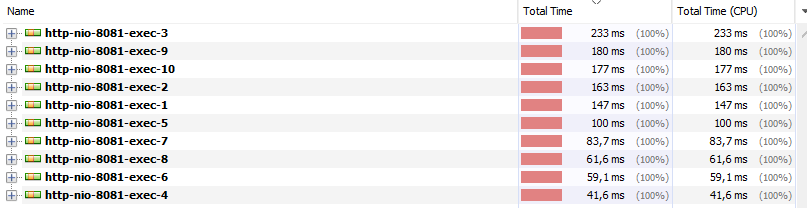 Name Total Time Total Time (CPU)
http-nio-8081-exec-3 233 ms (100%) 233 ms (100%)
http-nio-8081-exec-9 180 ms (100%) 180 ms (100%)
http-nio-8081-exec-10 177 ms (100%) 177 ms (100%)
http-nio-8081-exec-2 163 ms (100%) 163 ms (100%)
http-nio-8081-exec-1 147 ms (100%) 147 ms (100%)
http-nio-8081-exec-5 100 ms (100%) 100 ms (100%)
http-nio-8081-exec-7 83,7 ms (100%) 83,7 ms (100%)
http-nio-8081-exec-8 61,6 ms (100%) 61,6 ms (100%)
http-nio-8081-exec-6 59,1 ms (100%) 59,1 ms (100%)
http-nio-8081-exec-4 41,6 ms (100%) 41,6 ms (100%)